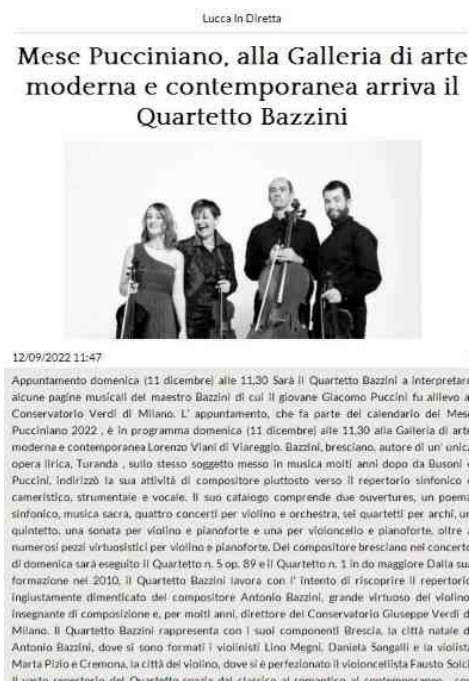 Lucca In Diretta
Mese Pucciniano, alla Galleria di arte
moderna e contemporanea arriva il
Quartetto Bazzini
12/09/2022 11:47
Appuntamento domenica (11 dicembre) alle 11,30 Sarà il Quartetto Bazzini a interpretare
alcune pagine musicali del maestro Bazzini di cui il giovane Giacomo Puccini fu allievo al
Conservatorio Verdi di Milano. L' appuntamento, che fa parte del calendario del Mese
Pucciniano 2022 , è in programma domenica (11 dicembre) alle 11,30 alla Galleria di arte
moderna e contemporanea Lorenzo Viani di Viareggio. Bazzini, bresciano, autore di un' unica
opera lirica, Turanda , sullo stesso soggetto messo in musica molti anni dopo da Busoni e
Puccini, indirizzò la sua attività di compositore piuttosto verso il repertorio sinfonico e
cameristico, strumentale e vocale. Il suo catalogo comprende due ouvertures, un poema
sinfonico, musica sacra, quattro concerti per violino e orchestra, sei quartetti per archi, un
quintetto, una sonata per violino e pianoforte e una per violoncello e pianoforte, oltre a
numerosi pezzi virtuosistici per violino e pianoforte. Del compositore bresciano nel concerto
di domenica sarà eseguito il Quartetto n. 5 op. 89 e il Quartetto n. 1 in do maggiore Dalla sua
formazione nel 2010, il Quartetto Bazzini lavora con l' intento di riscoprire il repertorio
ingiustamente dimenticato del compositore Antonio Bazzini, grande virtuoso del violino,
insegnante di composizione e, per molti anni, direttore del Conservatorio Giuseppe Verdi di
Milano. Il Quartetto Bazzini rappresenta con i suoi componenti Brescia, la città natale di
Antonio Bazzini, dove si sono formati i violinisti Lino Megni, Daniela Sangalli e la violista
Marta Pizio e Cremona, la città del violino, dove si è perfezionato il violoncellista Fausto Solci.
Il vasto repertorio del Quartetto spazia dal classico al romantico al contemporaneo